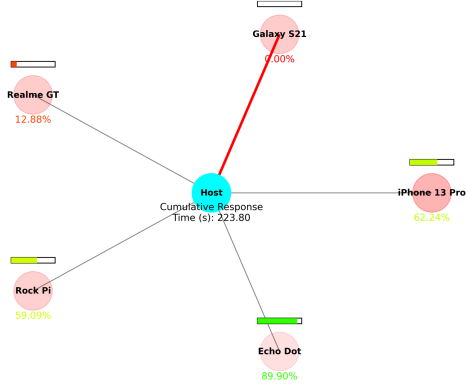 Galaxy S21
0.00%
Realme GT
12.88%
Host
iPhone 13 Pro
Cumulative Response
Time (s): 223.80
62.24%
Rock Pi
59.09%
Echo Dot
89.90%